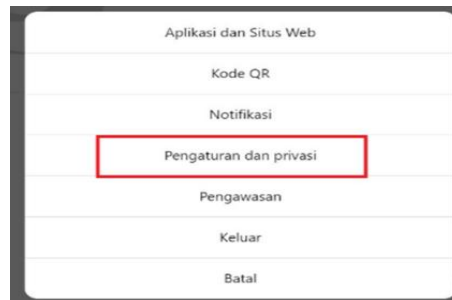 Aplikasi dan Situs Web
Kode QR
Notifikasi
Pengaturan dan privasi
Pengawasan
Keluar
Batal